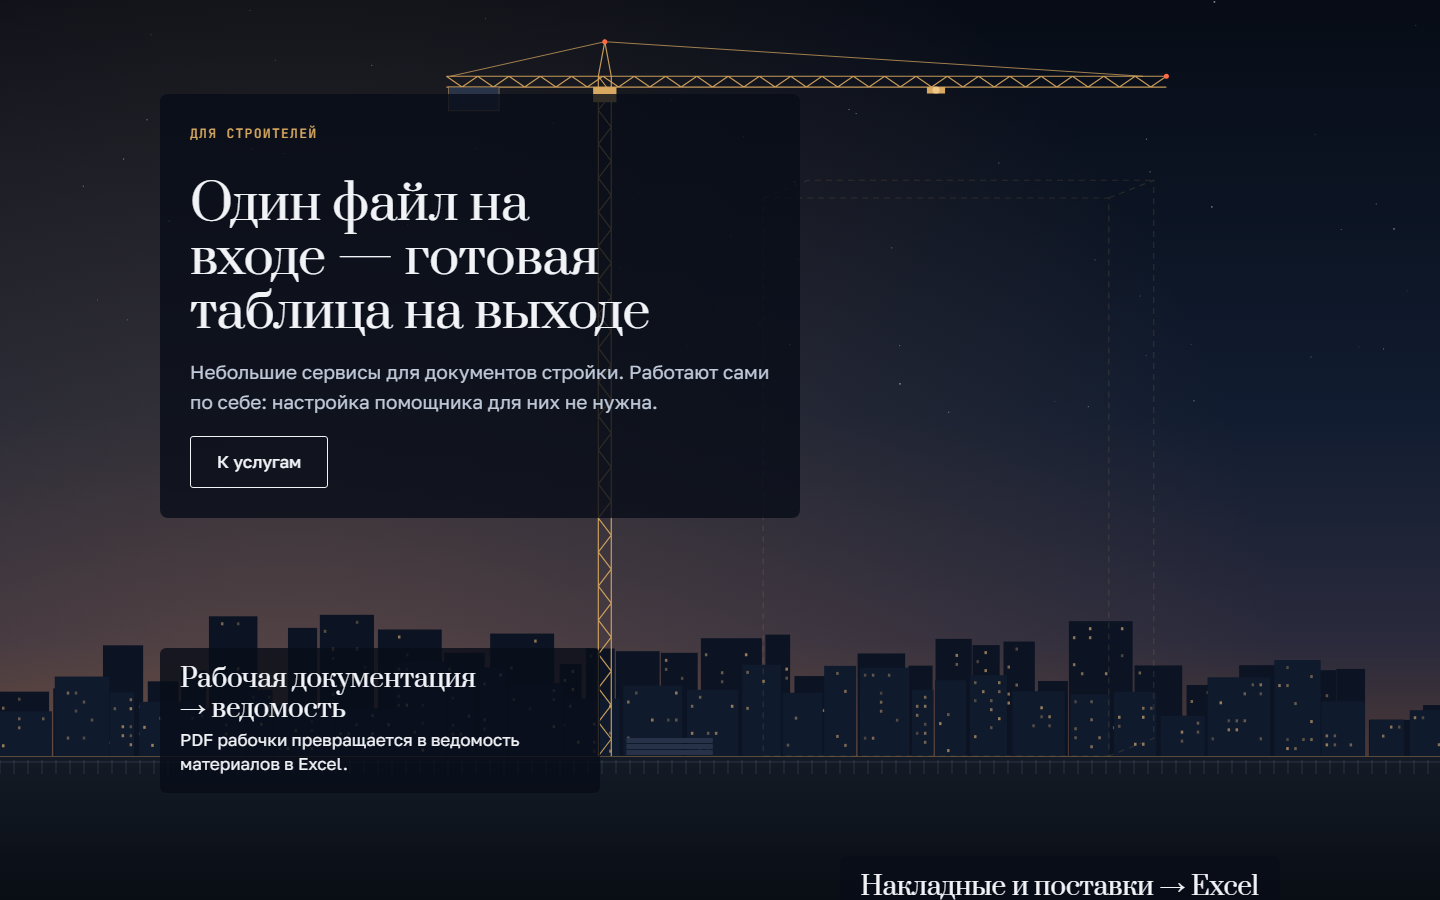 ДЛЯ СТРОИТЕЛЕЙ
Один файл на
входе — готовая
таблица на выходе
Небольшие сервисы для документов стройки. Работают сами
по себе: настройка помощника для них не нужна.
К услугам
Рабочая документация
→ ведомость
PDF рабочки превращается в ведомость
материалов в Excel.
Накладные и поставки → Excel